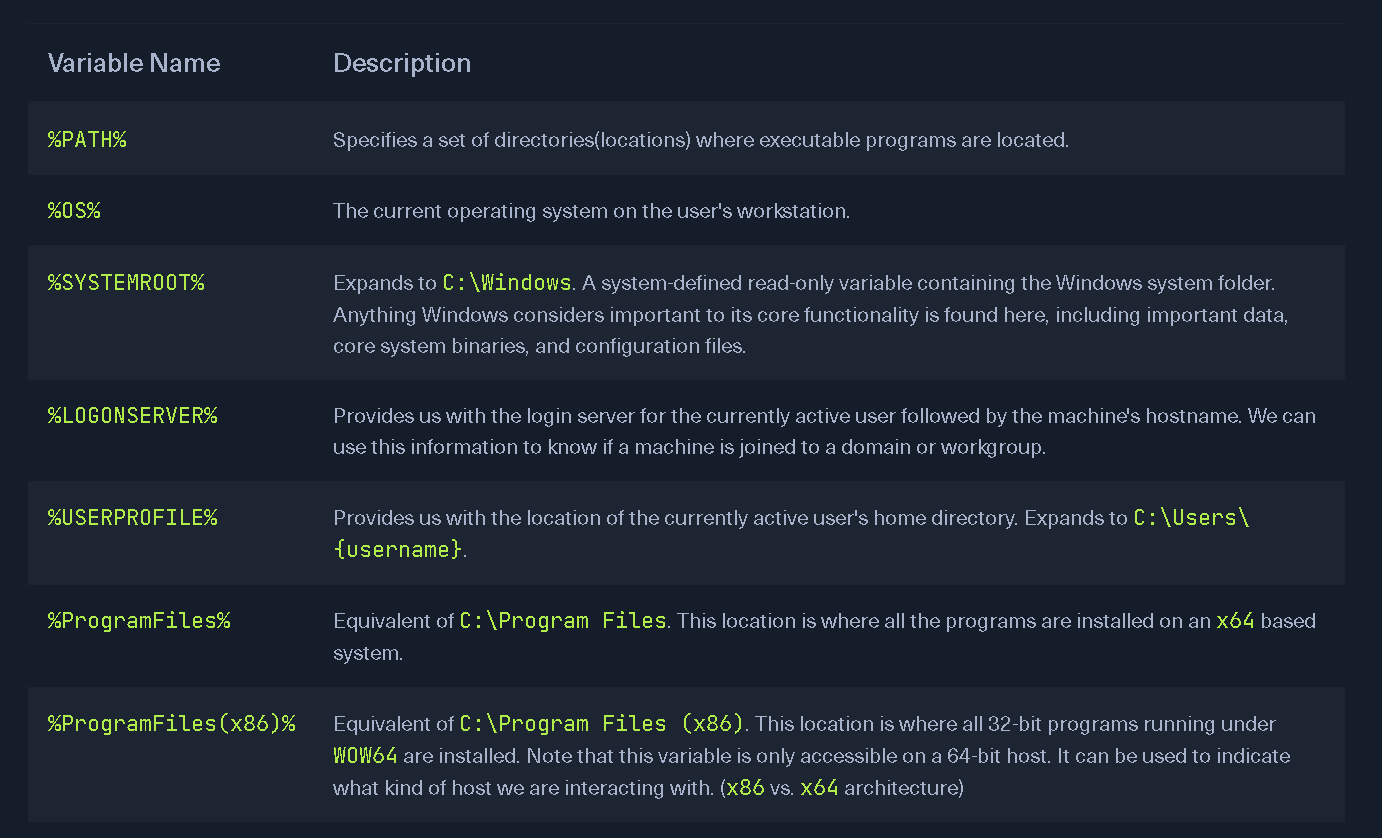 Variable Name Description
%PATH% Specifies a set of directories(locations) where executable programs are located.
%OS% The current operating system on the user's workstation.
%SYSTEMROOT% Expands to C:\Windows. A system-defined read-only variable containing the Windows system folder.
Anything Windows considers important to its core functionality is found here, including important data,
core system binaries, and configuration files.
%LOGONSERVER% Provides us with the login server for the currently active user followed by the machine's hostname. We can
use this information to know if a machine is joined to a domain or workgroup.
%USERPROFILE% Provides us with the location of the currently active user's home directory. Expands to C:\Users\
{username}.
%ProgramFiles% Equivalent of C:\Program Files. This location is where all the programs are installed on an x64 based
system.
%ProgramFiles(x86)% Equivalent of C:\Program Files (x86). This location is where all 32-bit programs running under
WOW64 are installed. Note that this variable is only accessible on a 64-bit host. It can be used to indicate
what kind of host we are interacting with. (x86 vs. x64 architecture)